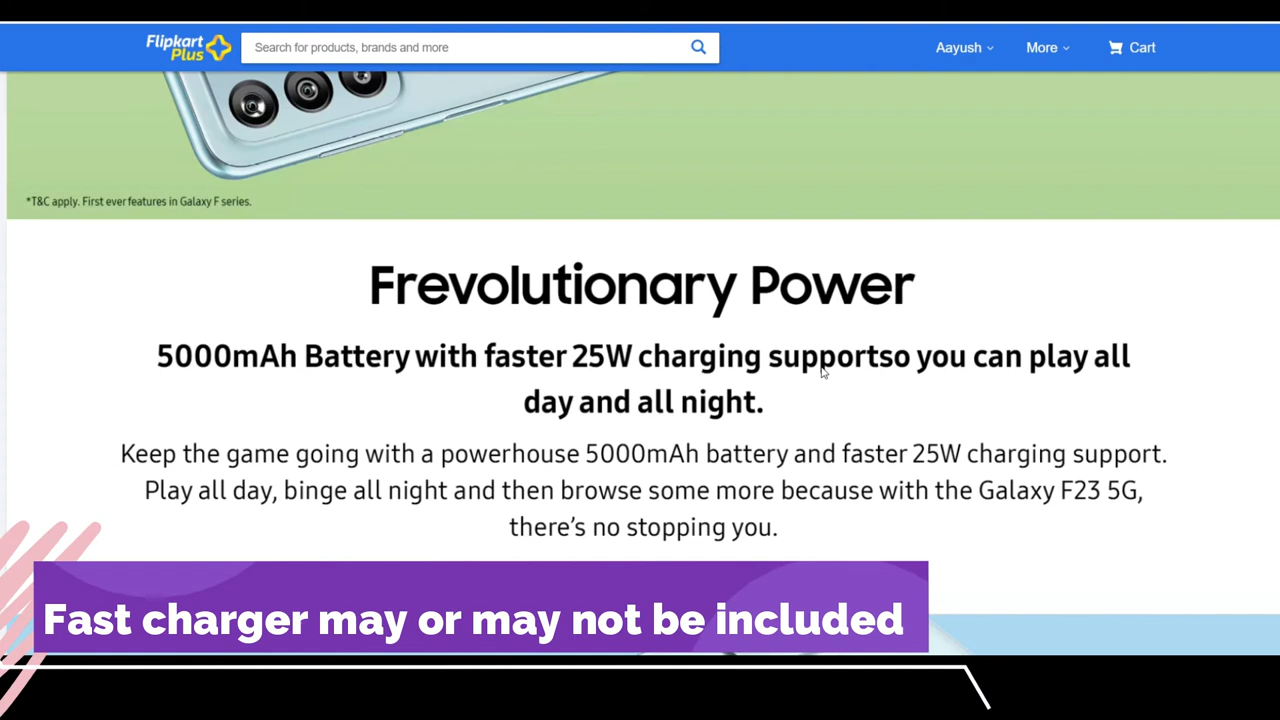 Flipkart
Plus
Search for products, brands and more
Aayush
More
Cart
*T&C apply. First ever features in Galaxy F series.
Frevolutionary Power
5000mAh Battery with faster 25W charging supportso you can play all
day and all night.
Keep the game going with a powerhouse 5000mAh battery and faster 25W charging support.
Play all day, binge all night and then browse some more because with the Galaxy F23 5G,
there's no stopping you.
Fast charger may or may not be included